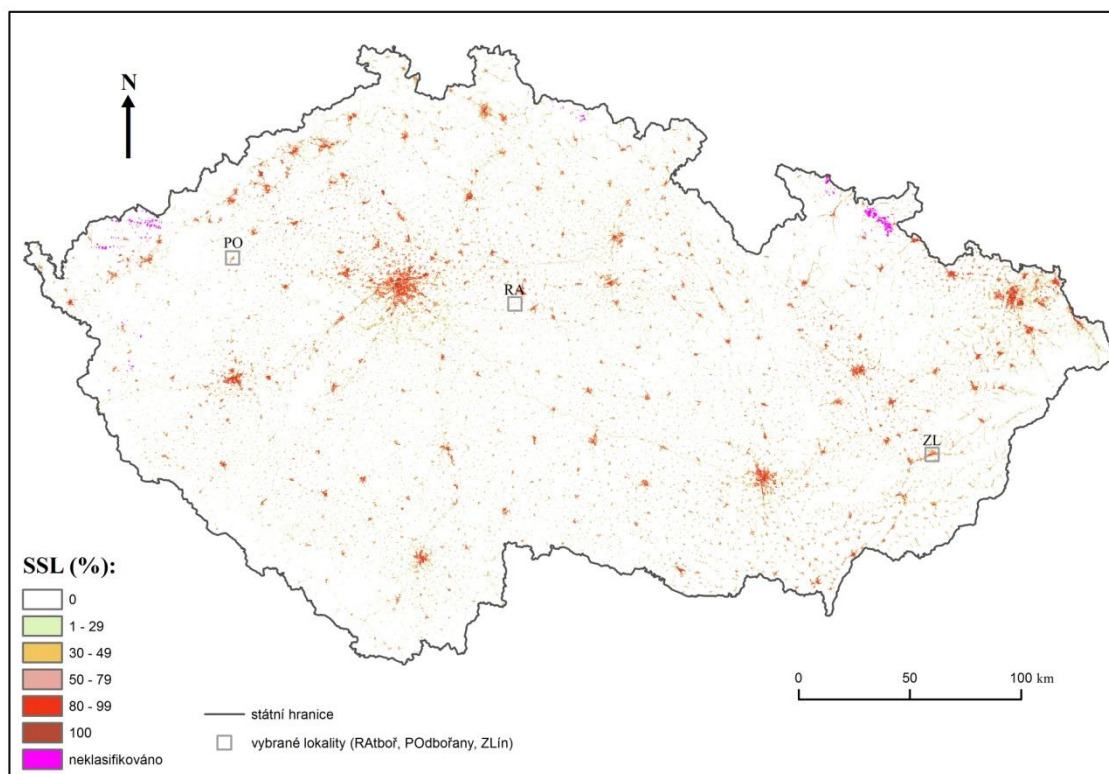 N
PO
RA
ZL
SSL (%):
0
1 - 29
30 - 49
50 - 79
80 - 99
100
neklasifikováno
státní hranice
vybrané lokality (RAtboř, POdbořany, ZLín)
0 50 100 km